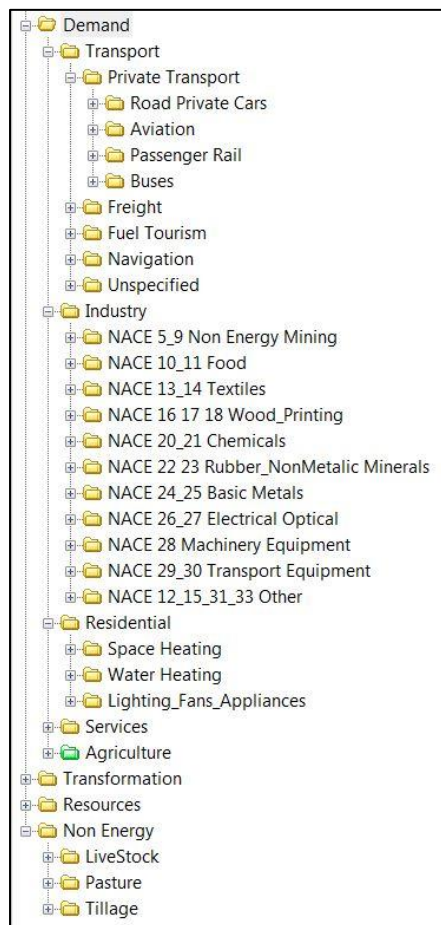 Demand
Transport
Private Transport
Road Private Cars
Aviation
Passenger Rail
Buses
Freight
Fuel Tourism
Navigation
Unspecified
Industry
NACE 5_9 Non Energy Mining
NACE 10_11 Food
NACE 13_14 Textiles
NACE 16 17 18 Wood_Printing
NACE 20_21 Chemicals
NACE 22 23 Rubber_NonMetalic Minerals
NACE 24_25 Basic Metals
NACE 26_27 Electrical Optical
NACE 28 Machinery Equipment
NACE 29_30 Transport Equipment
NACE 12_15_31_33 Other
Residential
Space Heating
Water Heating
Lighting_Fans_Appliances
Services
Agriculture
Transformation
Resources
Non Energy
LiveStock
Pasture
Tillage